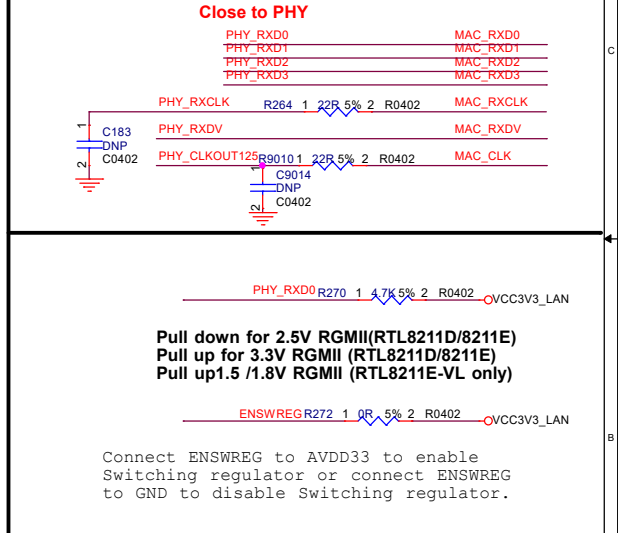 Close to PHY
PHY_RXD0 MAC_RXD0
PHY_RXD1 MAC_RXD1
PHY_RXD2 MAC_RXD2
PHY_RXD3 MAC_RXD3
C
PHY_RXCLK R264 1 22R 5% 2 R0402 MAC_RXCLK
1 C183 PHY_RXDV MAC_RXDV
DNP
2 C0402 PHY_CLKOUT125 R9010 1 22R 5% 2 R0402 MAC_CLK
1 C9014
DNP
2 C0402
PHY_RXD0 R270 1 4.7K 5% 2 R0402 VCC3V3_LAN
Pull down for 2.5V RGMII(RTL8211D/8211E)
Pull up for 3.3V RGMII (RTL8211D/8211E)
Pull up1.5 /1.8V RGMII (RTL8211E-VL only)
ENSWREG R272 1 0R 5% 2 R0402 VCC3V3_LAN
B
Connect ENSWREG to AVDD33 to enable
Switching regulator or connect ENSWREG
to GND to disable Switching regulator.